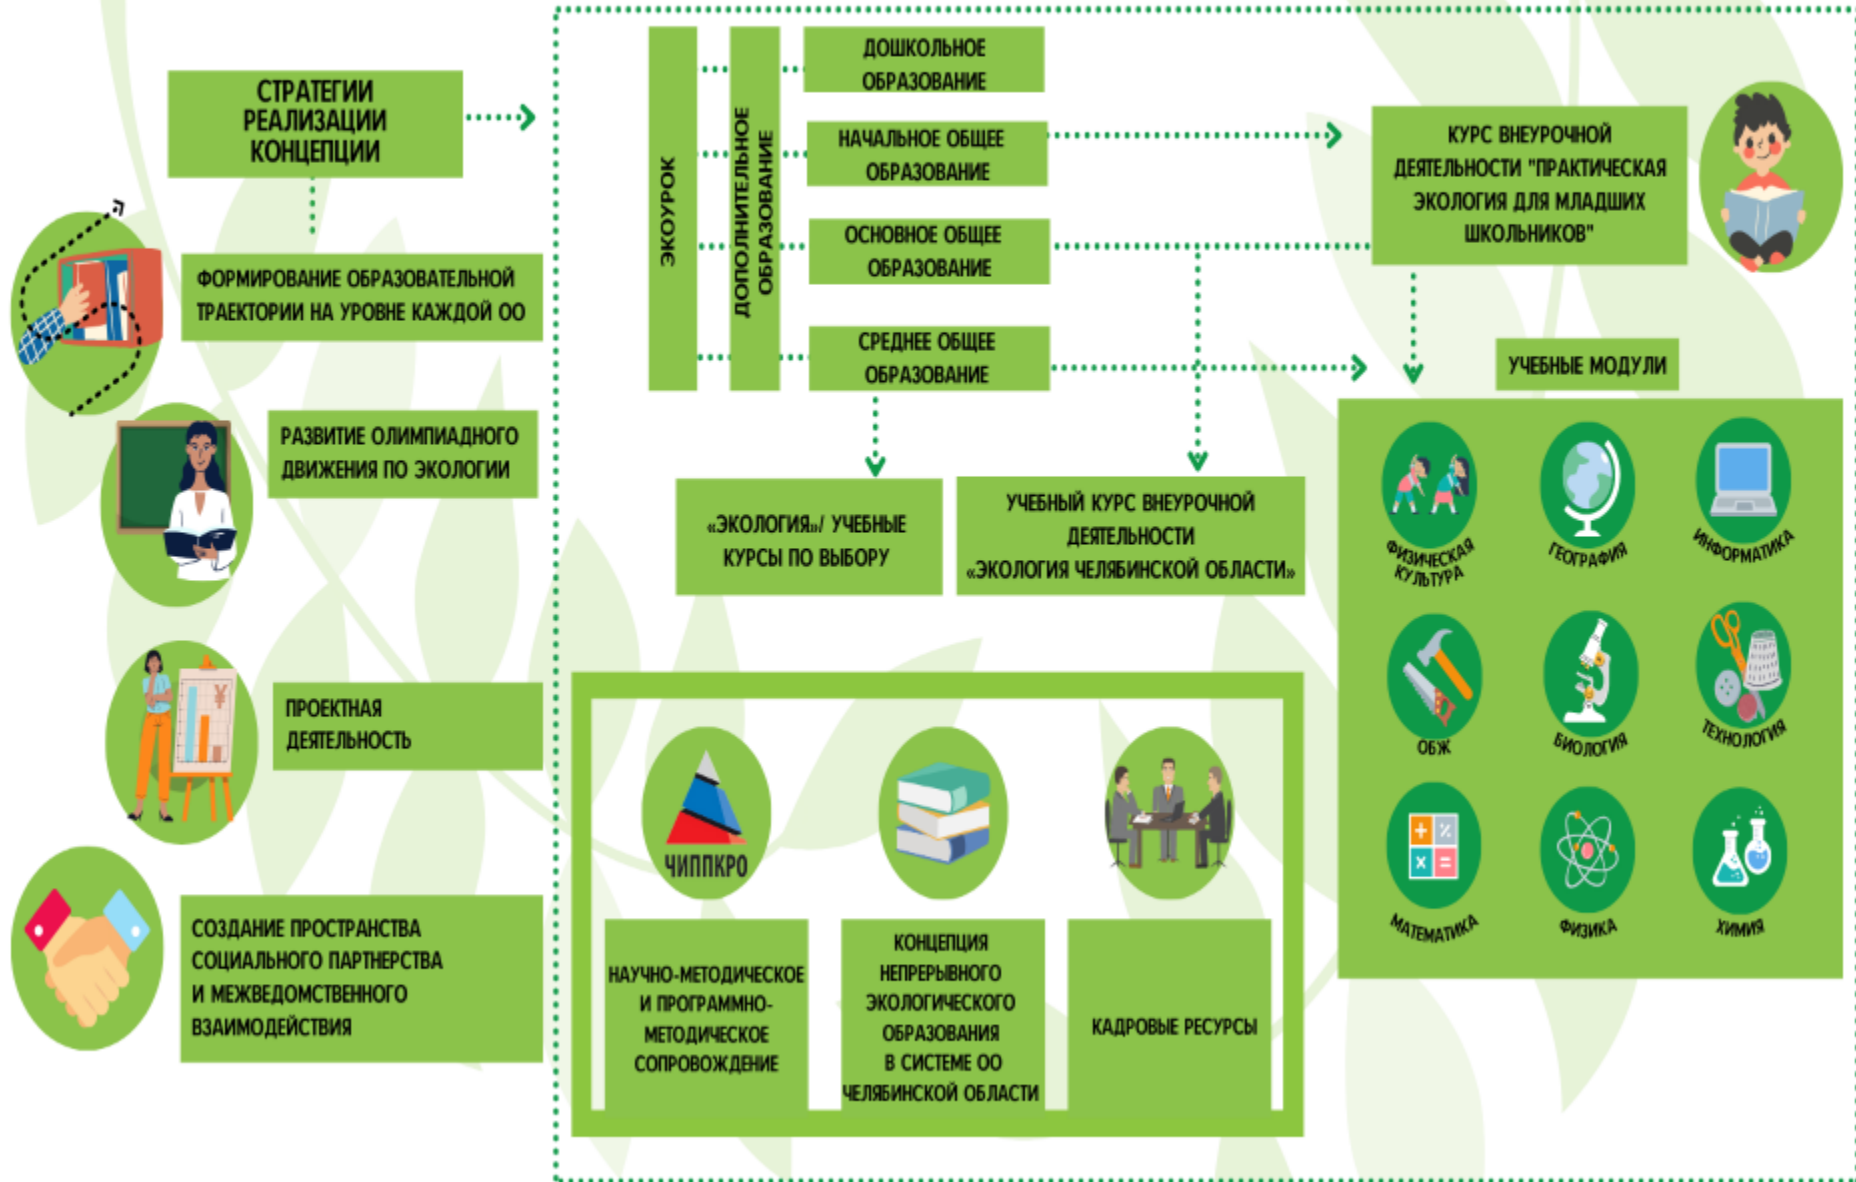 СТРАТЕГИИ
РЕАЛИЗАЦИИ
КОНЦЕПЦИИ
ФОРМИРОВАНИЕ ОБРАЗОВАТЕЛЬНОЙ
ТРАЕКТОРИИ НА УРОВНЕ КАЖДОЙ ОО
РАЗВИТИЕ ОЛИМПИАДНОГО
ДВИЖЕНИЯ ПО ЭКОЛОГИИ
ПРОЕКТНАЯ
ДЕЯТЕЛЬНОСТЬ
СОЗДАНИЕ ПРОСТРАНСТВА
СОЦИАЛЬНОГО ПАРТНЕРСТВА
И МЕЖВЕДОМСТВЕННОГО
ВЗАИМОДЕЙСТВИЯ
ЭКОУРОК
ДОПОЛНИТЕЛЬНОЕ
ОБРАЗОВАНИЕ
ДОШКОЛЬНОЕ
ОБРАЗОВАНИЕ
НАЧАЛЬНОЕ ОБЩЕЕ
ОБРАЗОВАНИЕ
ОСНОВНОЕ ОБЩЕЕ
ОБРАЗОВАНИЕ
СРЕДНЕЕ ОБЩЕЕ
ОБРАЗОВАНИЕ
КУРС ВНЕУРОЧНОЙ
ДЕЯТЕЛЬНОСТИ "ПРАКТИЧЕСКАЯ
ЭКОЛОГИЯ ДЛЯ МЛАДШИХ
ШКОЛЬНИКОВ"
«ЭКОЛОГИЯ»/ УЧЕБНЫЕ
КУРСЫ ПО ВЫБОРУ
УЧЕБНЫЙ КУРС ВНЕУРОЧНОЙ
ДЕЯТЕЛЬНОСТИ
«ЭКОЛОГИЯ ЧЕЛЯБИНСКОЙ ОБЛАСТИ»
УЧЕБНЫЕ МОДУЛИ
ФИЗИЧЕСКАЯ
КУЛЬТУРА
ГЕОГРАФИЯ
ИНФОРМАТИКА
ОБЖ
БИОЛОГИЯ
ТЕХНОЛОГИЯ
МАТЕМАТИКА
ФИЗИКА
ХИМИЯ
ЧИППКРО
НАУЧНО-МЕТОДИЧЕСКОЕ
И ПРОГРАММНО-
МЕТОДИЧЕСКОЕ
СОПРОВОЖДЕНИЕ
КОНЦЕПЦИЯ
НЕПРЕРЫВНОГО
ЭКОЛОГИЧЕСКОГО
ОБРАЗОВАНИЯ
В СИСТЕМЕ ОО
ЧЕЛЯБИНСКОЙ ОБЛАСТИ
КАДРОВЫЕ РЕСУРСЫ